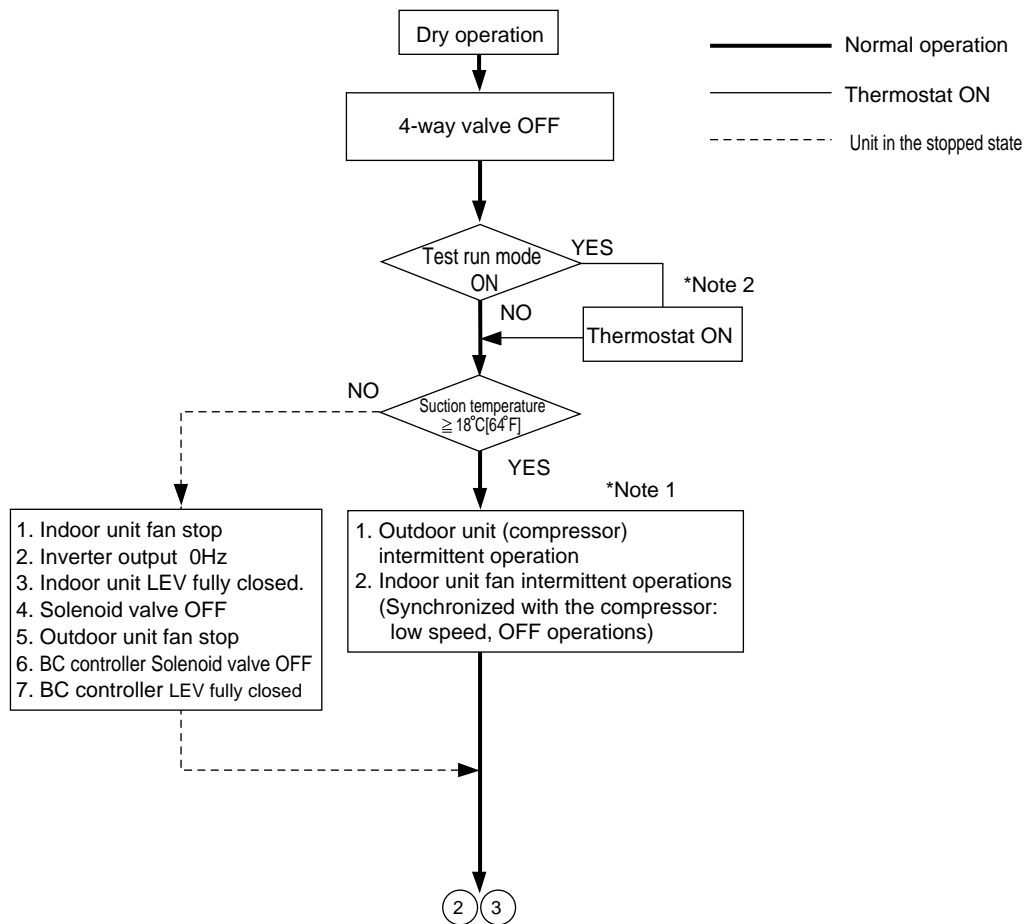 Dry operation
Normal operation
Thermostat ON
Unit in the stopped state
4-way valve OFF
Test run mode
ON
YES
*Note 2
NO
Thermostat ON
NO
Suction temperature
≧ 18°C[64°F]
YES
*Note 1
1. Indoor unit fan stop
2. Inverter output 0Hz
3. Indoor unit LEV fully closed.
4. Solenoid valve OFF
5. Outdoor unit fan stop
6. BC controller Solenoid valve OFF
7. BC controller LEV fully closed
1. Outdoor unit (compressor)
intermittent operation
2. Indoor unit fan intermittent operations
(Synchronized with the compressor:
low speed, OFF operations)
2 3